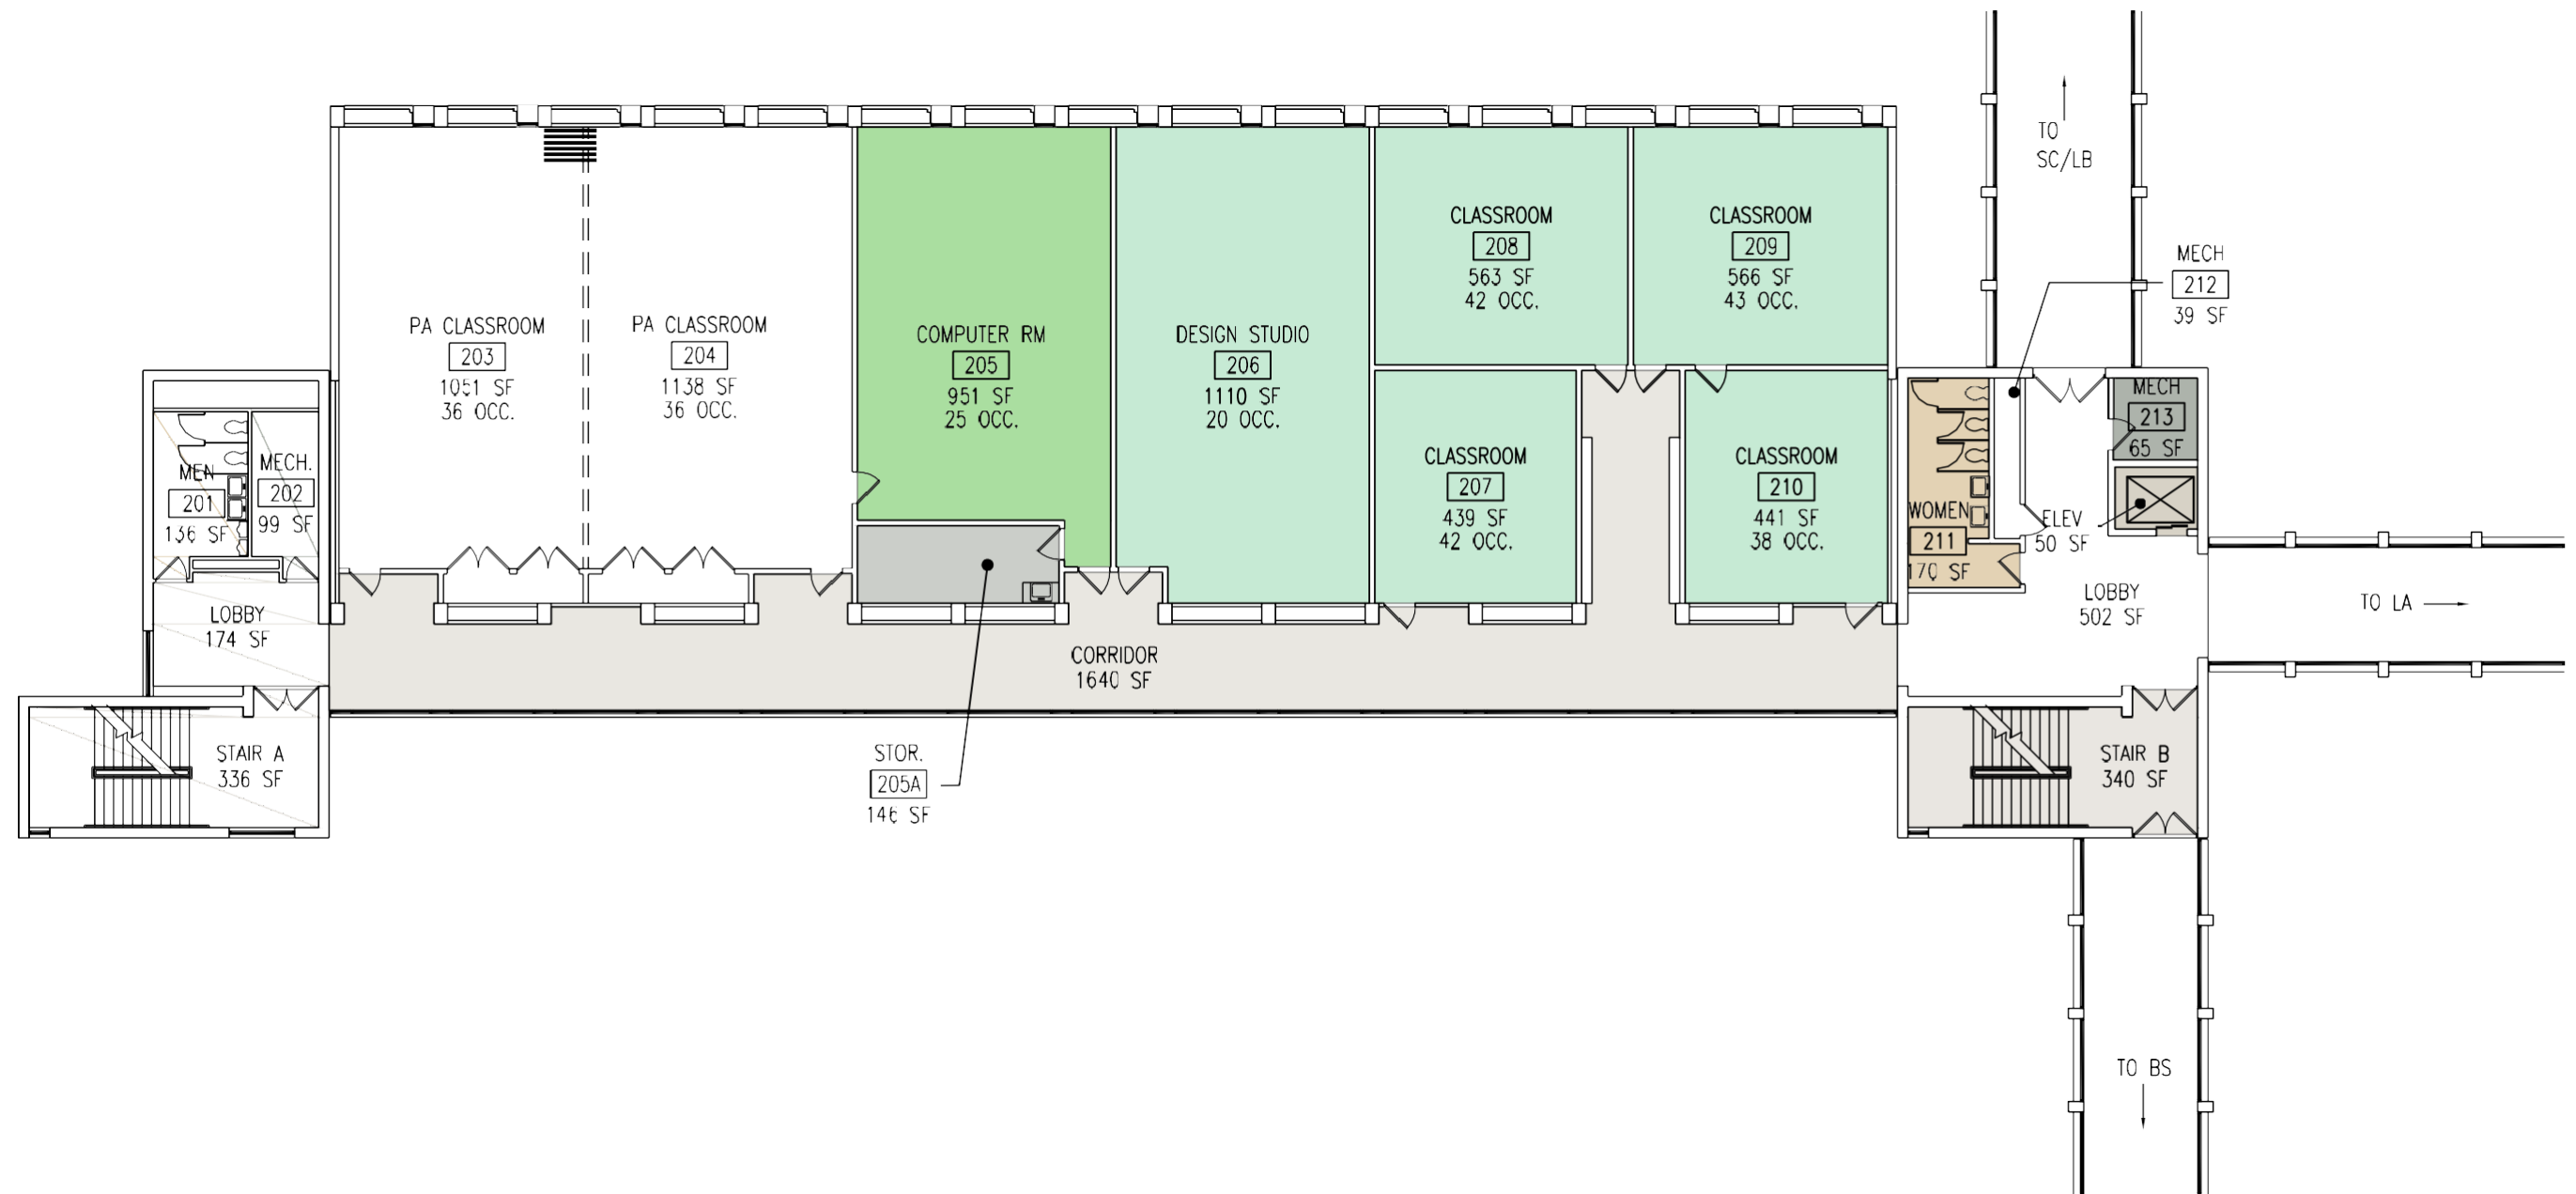 TO
SC/LB
CLASSROOM
208
563 SF
42 OCC.
CLASSROOM
209
566 SF
43 OCC.
MECH
212
39 SF
PA CLASSROOM
203
1051 SF
36 OCC.
PA CLASSROOM
204
1138 SF
36 OCC.
COMPUTER RM
205
951 SF
25 OCC.
DESIGN STUDIO
206
1110 SF
20 OCC.
MECH
213
65 SF
MEN
201
136 SF
MECH.
202
99 SF
CLASSROOM
207
439 SF
42 OCC.
CLASSROOM
210
441 SF
38 OCC.
WOMEN
211
170 SF
ELEV
50 SF
LOBBY
174 SF
LOBBY
502 SF
TO LA
CORRIDOR
1640 SF
STAIR A
336 SF
STOR.
205A
146 SF
STAIR B
340 SF
TO BS